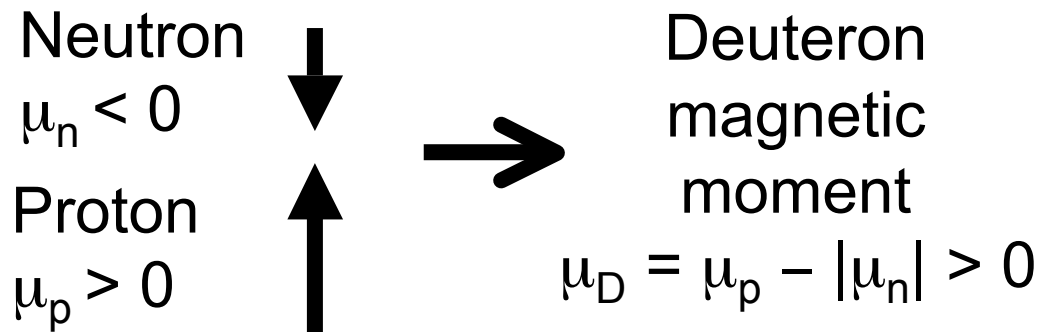 Neutron
μn < 0
Proton
μp > 0
Deuteron
magnetic
moment
μD = μp – |μn| > 0